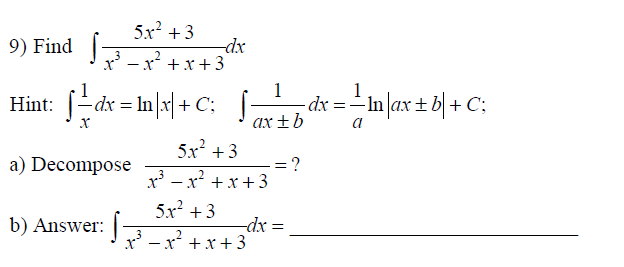 9) Find ∫ (5x² + 3)/(x³ − x² + x + 3) dx
Hint: ∫ (1/x) dx = ln|x| + C; ∫ 1/(ax ± b) dx = (1/a) ln|ax ± b| + C;
a) Decompose (5x² + 3)/(x³ − x² + x + 3) = ?
b) Answer: ∫ (5x² + 3)/(x³ − x² + x + 3) dx = ____________________